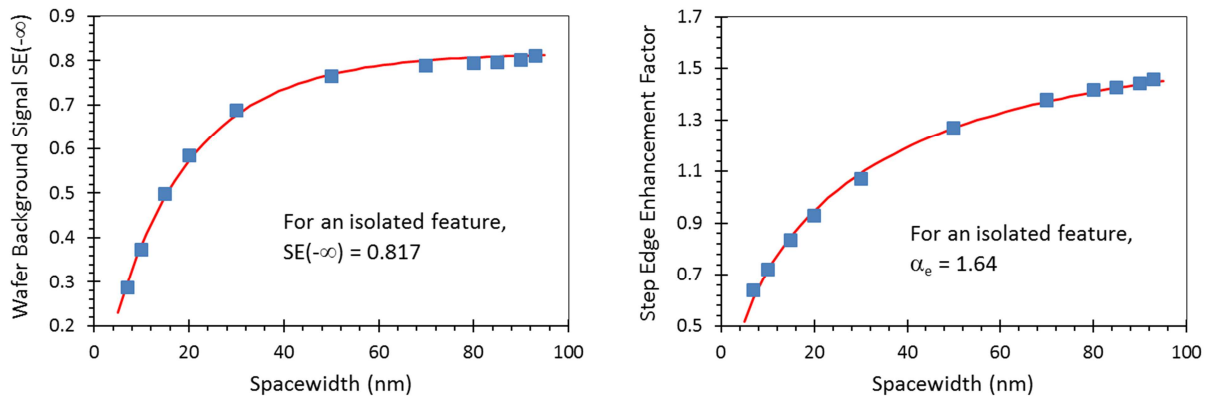 Wafer Background Signal SE(-∞)
0.9
0.8
0.7
0.6
0.5
0.4
0.3
0.2
For an isolated feature,
SE(-∞) = 0.817
0 20 40 60 80 100
Spacewidth (nm)
Step Edge Enhancement Factor
1.7
1.5
1.3
1.1
0.9
0.7
0.5
For an isolated feature,
αe = 1.64
0 20 40 60 80 100
Spacewidth (nm)